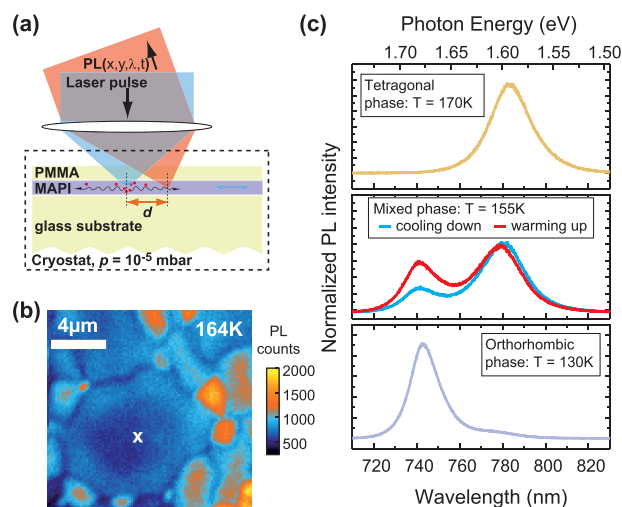 (a)
PL(x,y,λ,t)
Laser pulse
PMMA
MAPI
d
glass substrate
Cryostat, p = 10⁻⁵ mbar
(b)
4μm
164K
x
PL
counts
2000
1500
1000
500
(c)
Photon Energy (eV)
1.70 1.65 1.60 1.55 1.50
Normalized PL intensity
Tetragonal
phase: T = 170K
Mixed phase: T = 155K
cooling down warming up
Orthorhombic
phase: T = 130K
720 740 760 780 800 820
Wavelength (nm)